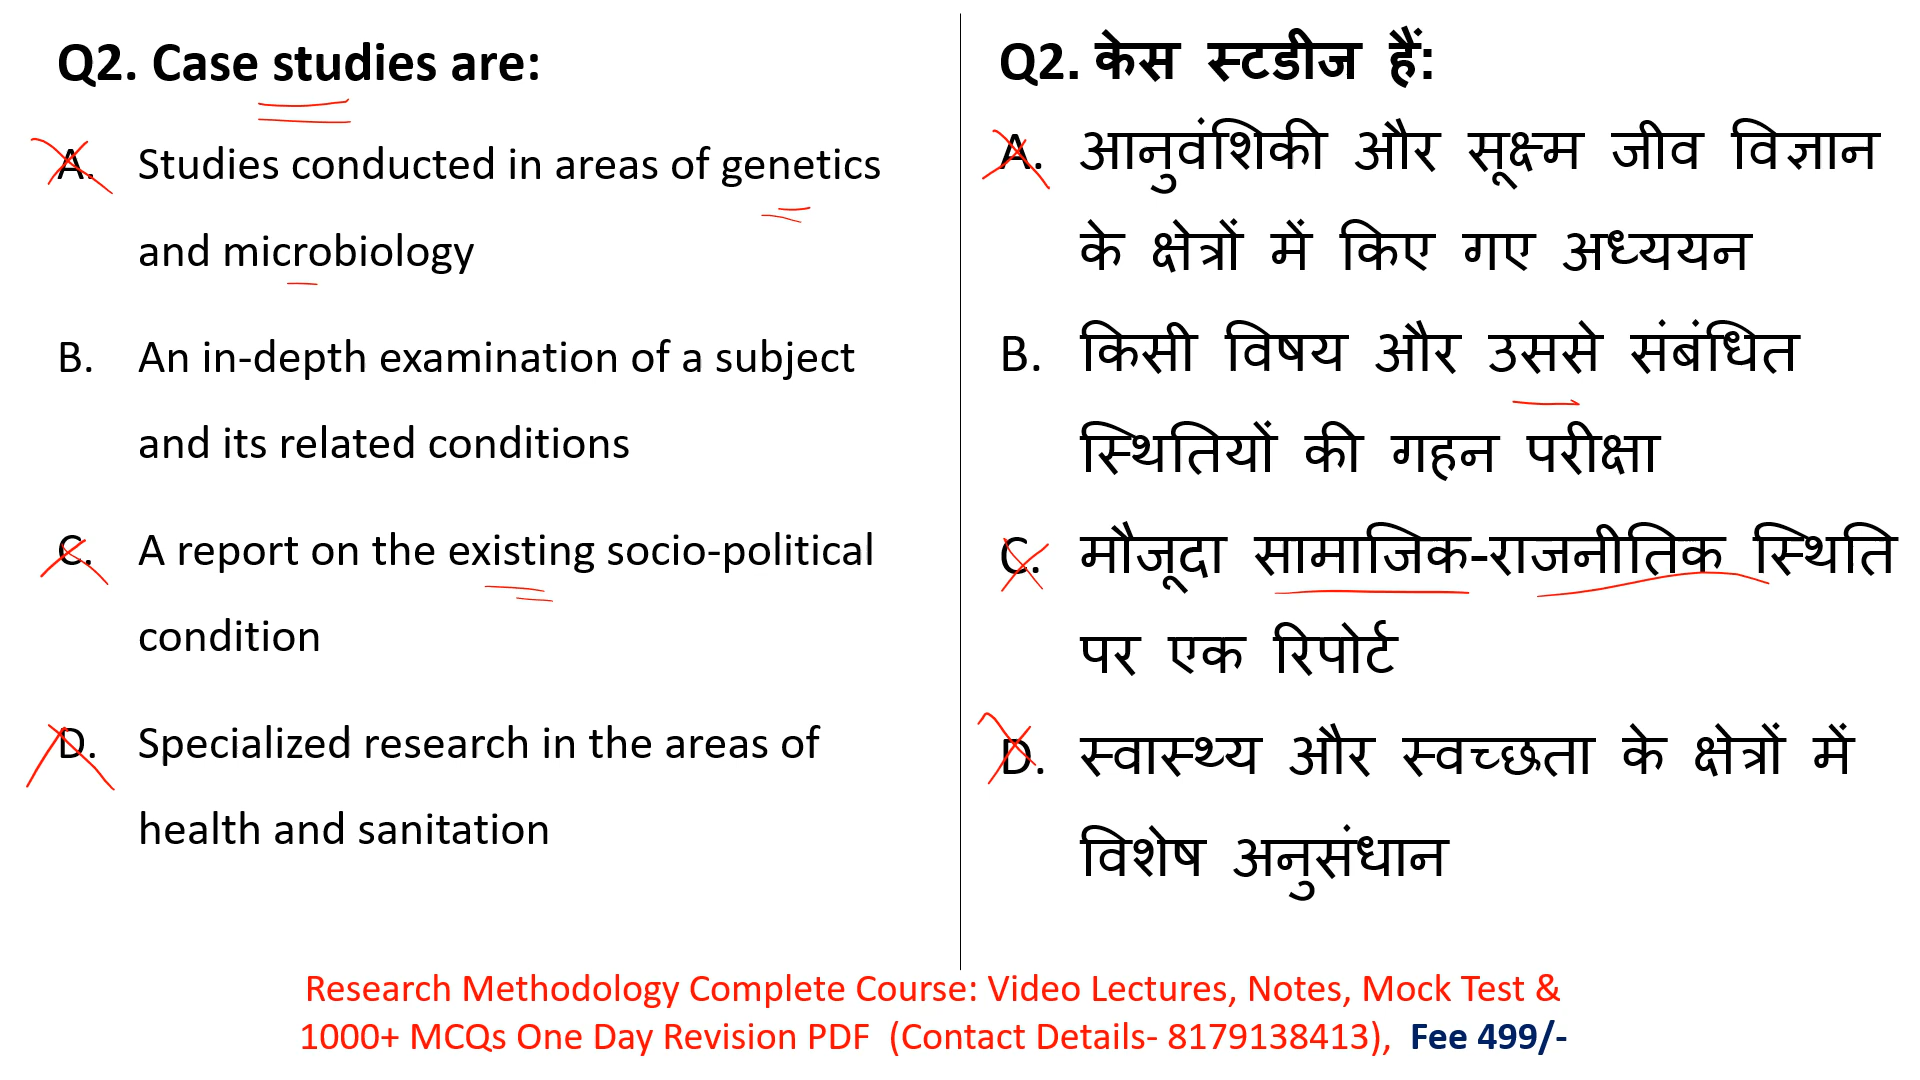 Q2. Case studies are:
A. Studies conducted in areas of genetics
and microbiology
B. An in-depth examination of a subject
and its related conditions
C. A report on the existing socio-political
condition
D. Specialized research in the areas of
health and sanitation
Q2. केस स्टडीज हैं:
A. आनुवंशिकी और सूक्ष्म जीव विज्ञान
के क्षेत्रों में किए गए अध्ययन
B. किसी विषय और उससे संबंधित
स्थितियों की गहन परीक्षा
C. मौजूदा सामाजिक-राजनीतिक स्थिति
पर एक रिपोर्ट
D. स्वास्थ्य और स्वच्छता के क्षेत्रों में
विशेष अनुसंधान
Research Methodology Complete Course: Video Lectures, Notes, Mock Test &
1000+ MCQs One Day Revision PDF (Contact Details- 8179138413), Fee 499/-